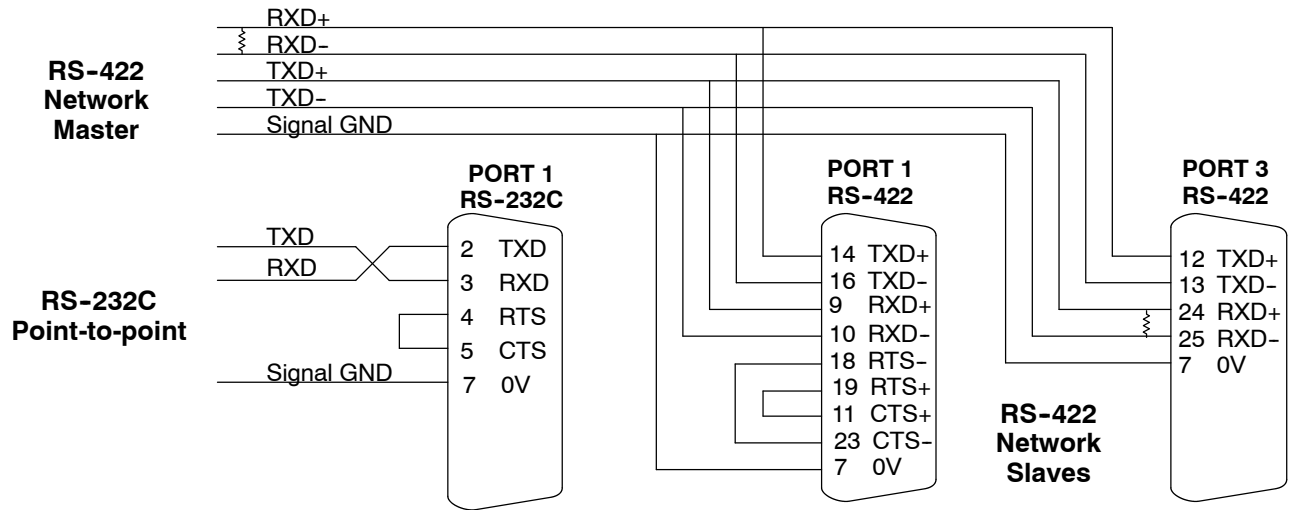 RXD+
RXD-
TXD+
TXD-
Signal GND
RS-422
Network
Master
PORT 1
RS-232C
TXD
RXD
Signal GND
RS-232C
Point-to-point
2 TXD
3 RXD
4 RTS
5 CTS
7 0V
PORT 1
RS-422
14 TXD+
16 TXD-
9 RXD+
10 RXD-
18 RTS-
19 RTS+
11 CTS+
23 CTS-
7 0V
RS-422
Network
Slaves
PORT 3
RS-422
12 TXD+
13 TXD-
24 RXD+
25 RXD-
7 0V